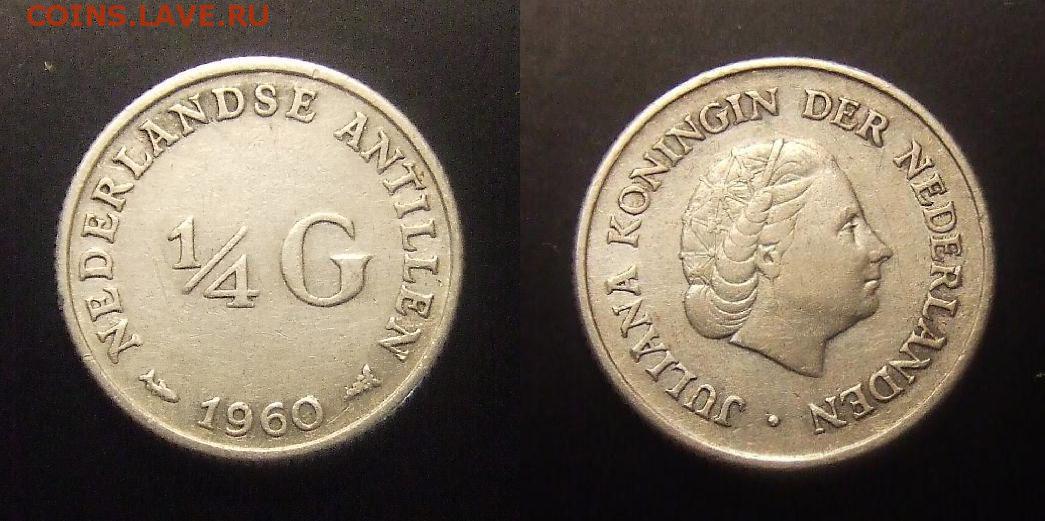 COINS.LAVE.RU
NEDERLANDSE ANTILLEN
1/4 G
1960
JULIANA KONINGIN DER NEDERLANDEN